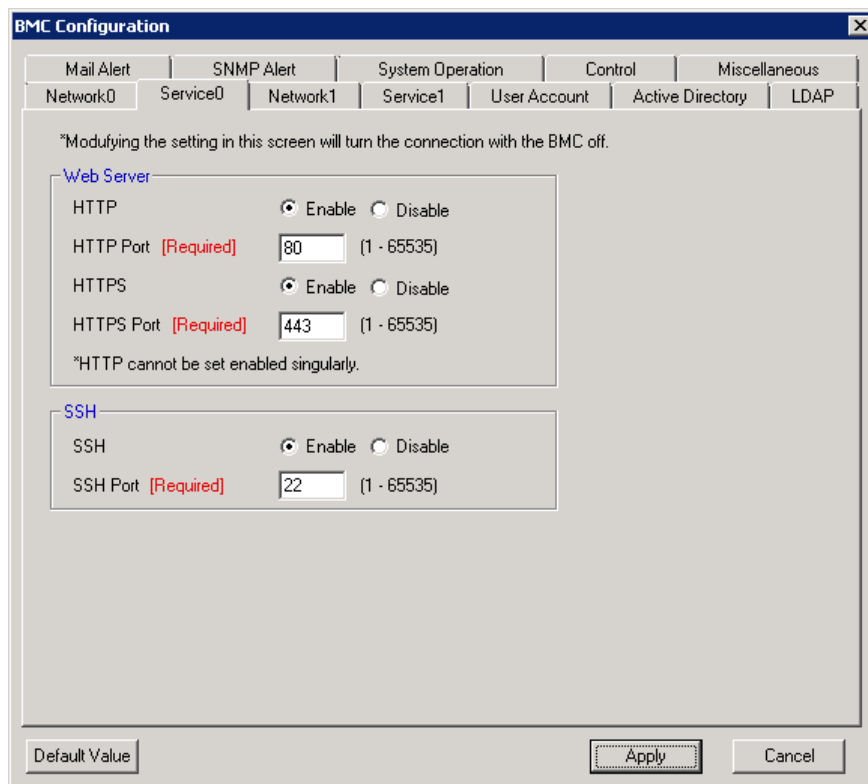 BMC Configuration
Mail Alert SNMP Alert System Operation Control Miscellaneous
Network0 Service0 Network1 Service1 User Account Active Directory LDAP
*Modufying the setting in this screen will turn the connection with the BMC off.
Web Server
HTTP Enable Disable
HTTP Port [Required] 80 (1 - 65535)
HTTPS Enable Disable
HTTPS Port [Required] 443 (1 - 65535)
*HTTP cannot be set enabled singularly.
SSH
SSH Enable Disable
SSH Port [Required] 22 (1 - 65535)
Default Value Apply Cancel